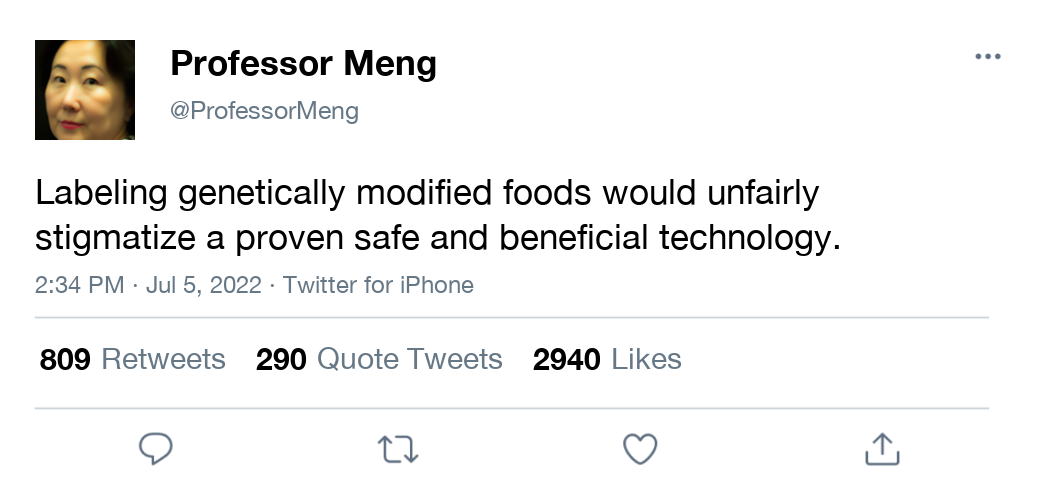 Professor Meng
@ProfessorMeng
Labeling genetically modified foods would unfairly
stigmatize a proven safe and beneficial technology.
2:34 PM · Jul 5, 2022 · Twitter for iPhone
809 Retweets 290 Quote Tweets 2940 Likes